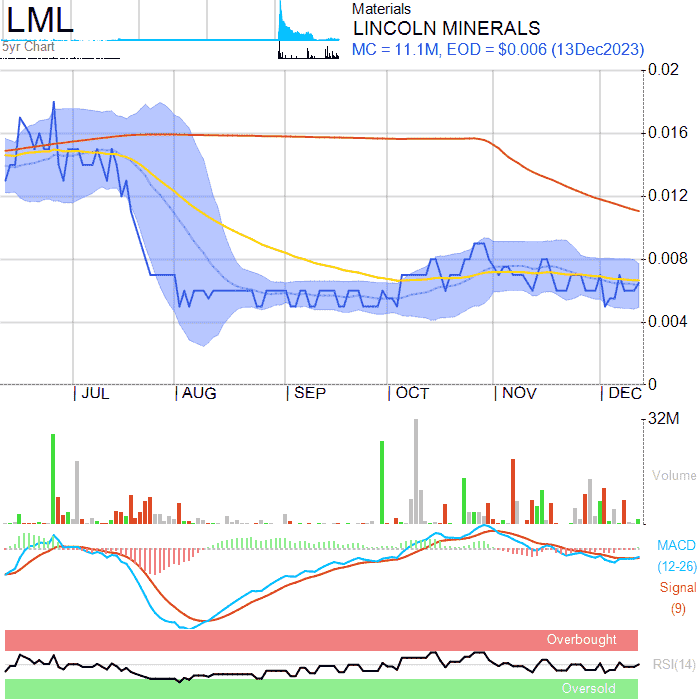 LML
5yr Chart
Materials
LINCOLN MINERALS
MC = 11.1M, EOD = $0.006 (13Dec2023)
0.02
0.016
0.012
0.008
0.004
0
JUL
AUG
SEP
OCT
NOV
DEC
32M
Volume
MACD
(12-26)
Signal
(9)
Overbought
RSI(14)
Oversold